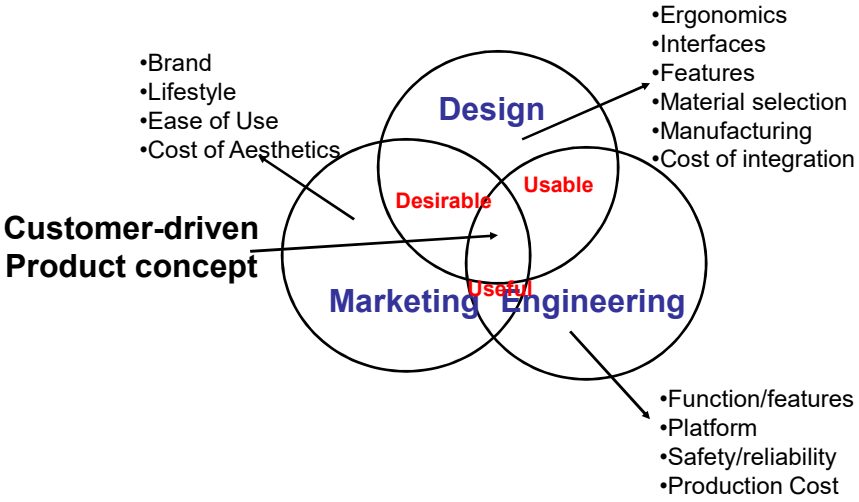 •Ergonomics
•Interfaces
•Features
•Material selection
•Manufacturing
•Cost of integration
•Brand
•Lifestyle
•Ease of Use
•Cost of Aesthetics
Design
Desirable
Usable
Customer-driven
Product concept
Useful
Marketing
Engineering
•Function/features
•Platform
•Safety/reliability
•Production Cost